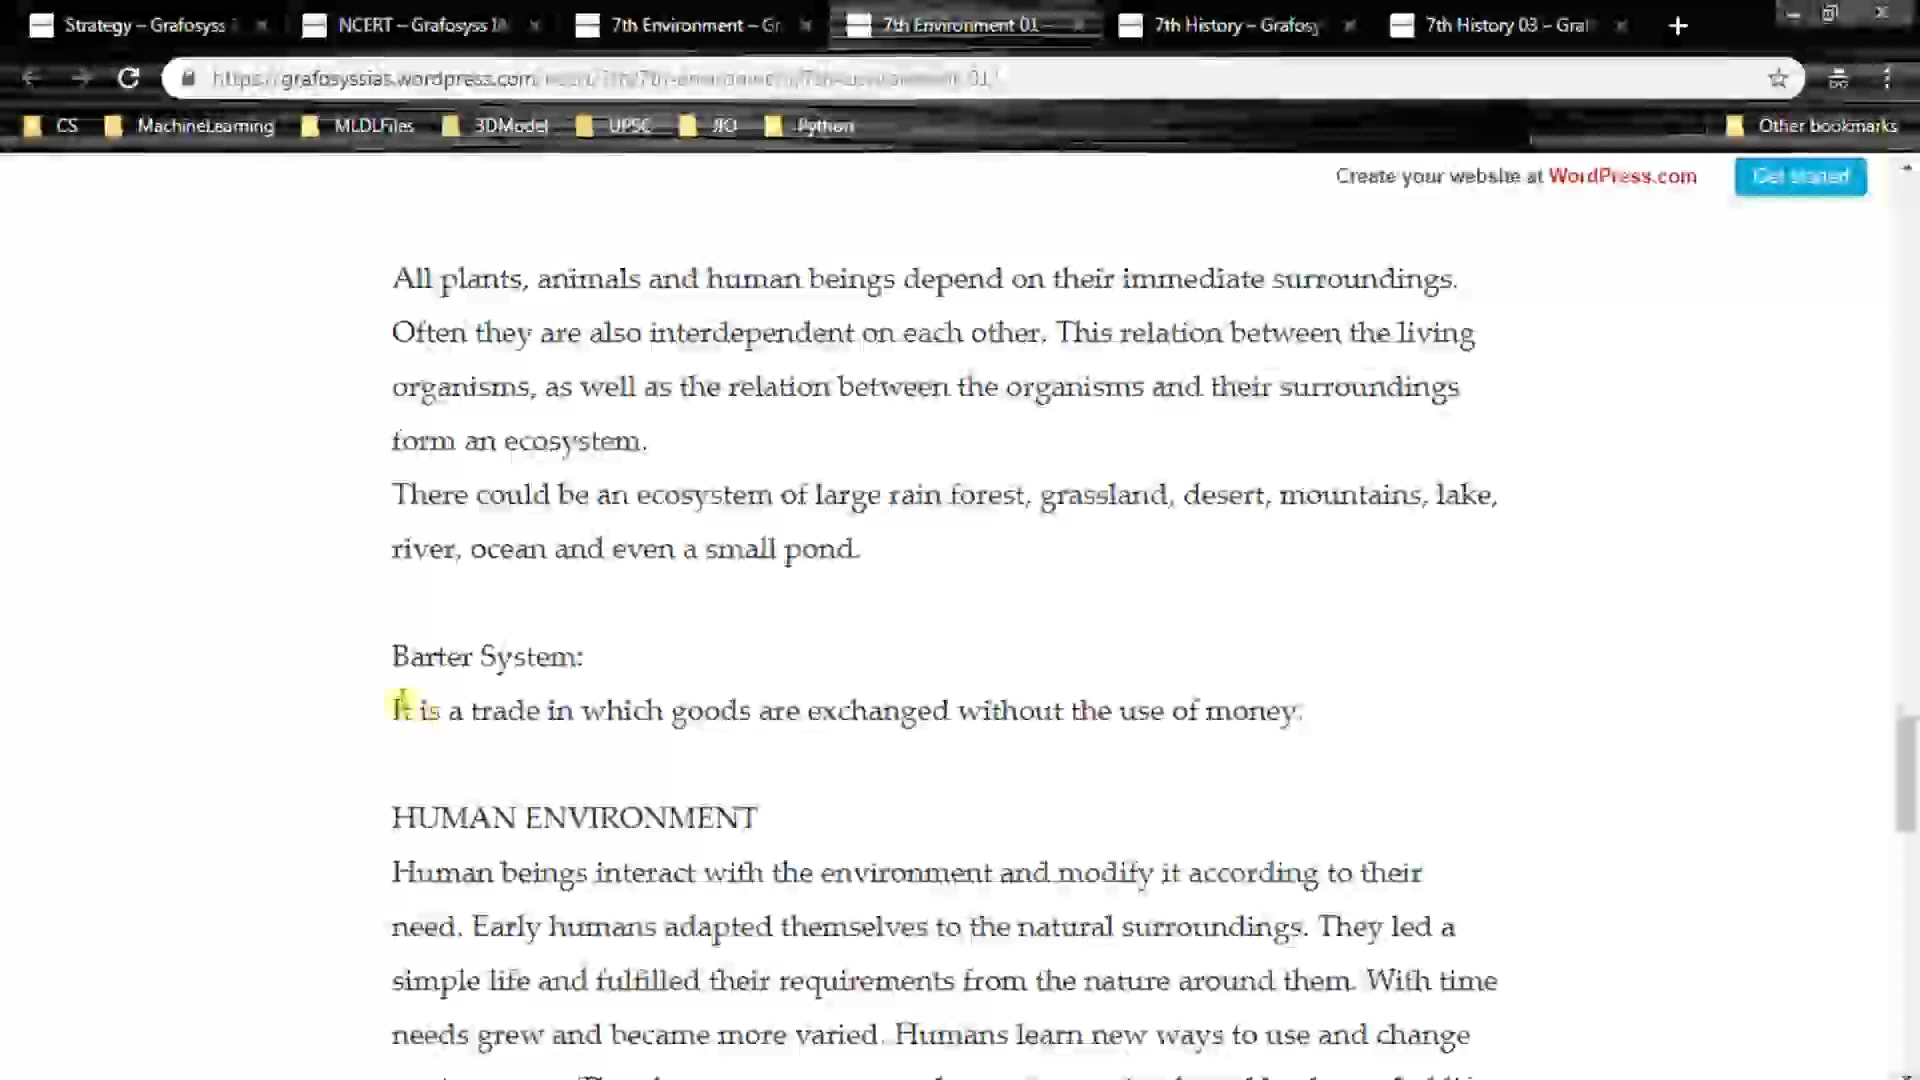 Strategy – Grafosyss
NCERT – Grafosyss IA
7th Environment – Gr
7th Environment 01 –
7th History – Grafosy
7th History 03 – Graf
https://grafosyssias.wordpress.com
CS
MachineLearning
MLDLFiles
3DModel
UPSC
JIO
Python
Other bookmarks
Create your website at WordPress.com
Get started
All plants, animals and human beings depend on their immediate surroundings.
Often they are also interdependent on each other. This relation between the living
organisms, as well as the relation between the organisms and their surroundings
form an ecosystem.
There could be an ecosystem of large rain forest, grassland, desert, mountains, lake,
river, ocean and even a small pond.
Barter System:
It is a trade in which goods are exchanged without the use of money.
HUMAN ENVIRONMENT
Human beings interact with the environment and modify it according to their
need. Early humans adapted themselves to the natural surroundings. They led a
simple life and fulfilled their requirements from the nature around them. With time
needs grew and became more varied. Humans learn new ways to use and change